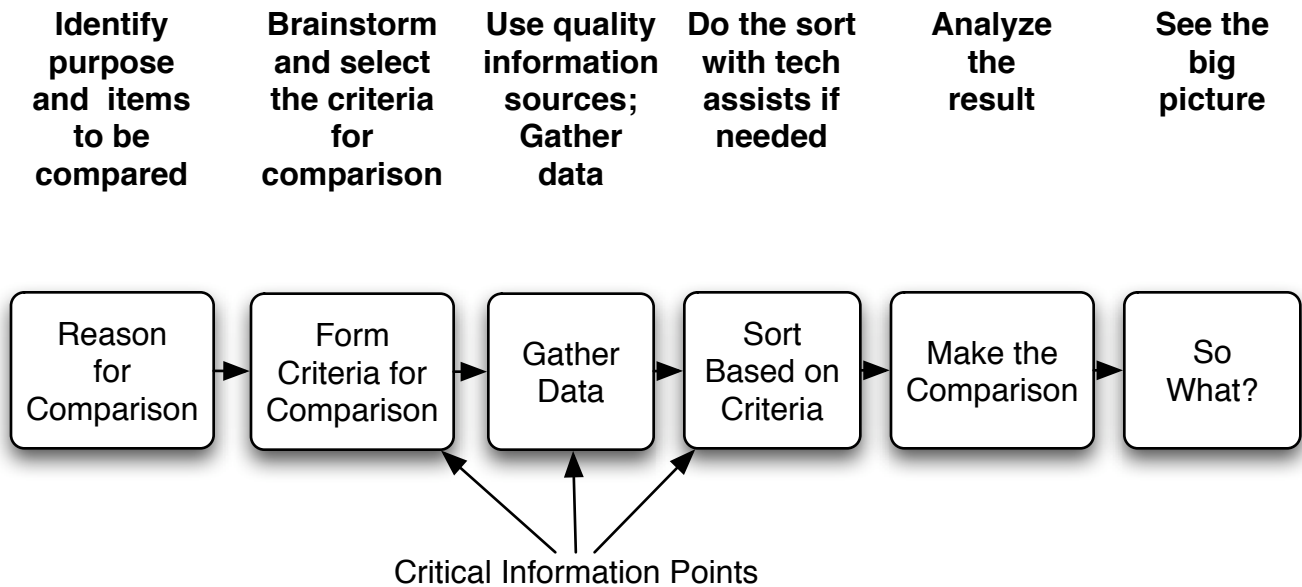 Identify
purpose
and items
to be
compared
Brainstorm
and select
the criteria
for
comparison
Use quality
information
sources;
Gather
data
Do the sort
with tech
assists if
needed
Analyze
the
result
See the
big
picture
Reason
for
Comparison
Form
Criteria for
Comparison
Gather
Data
Sort
Based on
Criteria
Make the
Comparison
So
What?
Critical Information Points